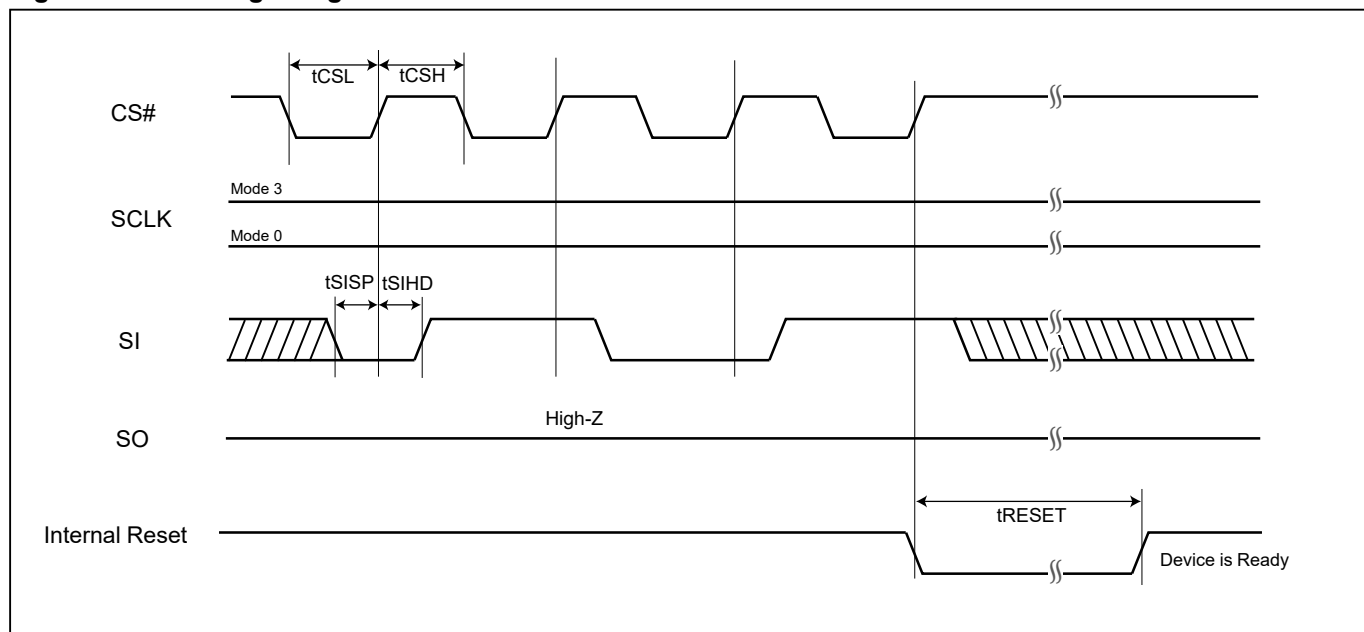 tCSL tCSH
CS#
Mode 3
SCLK
Mode 0
tSISP tSIHD
SI
High-Z
SO
tRESET
Internal Reset
Device is Ready